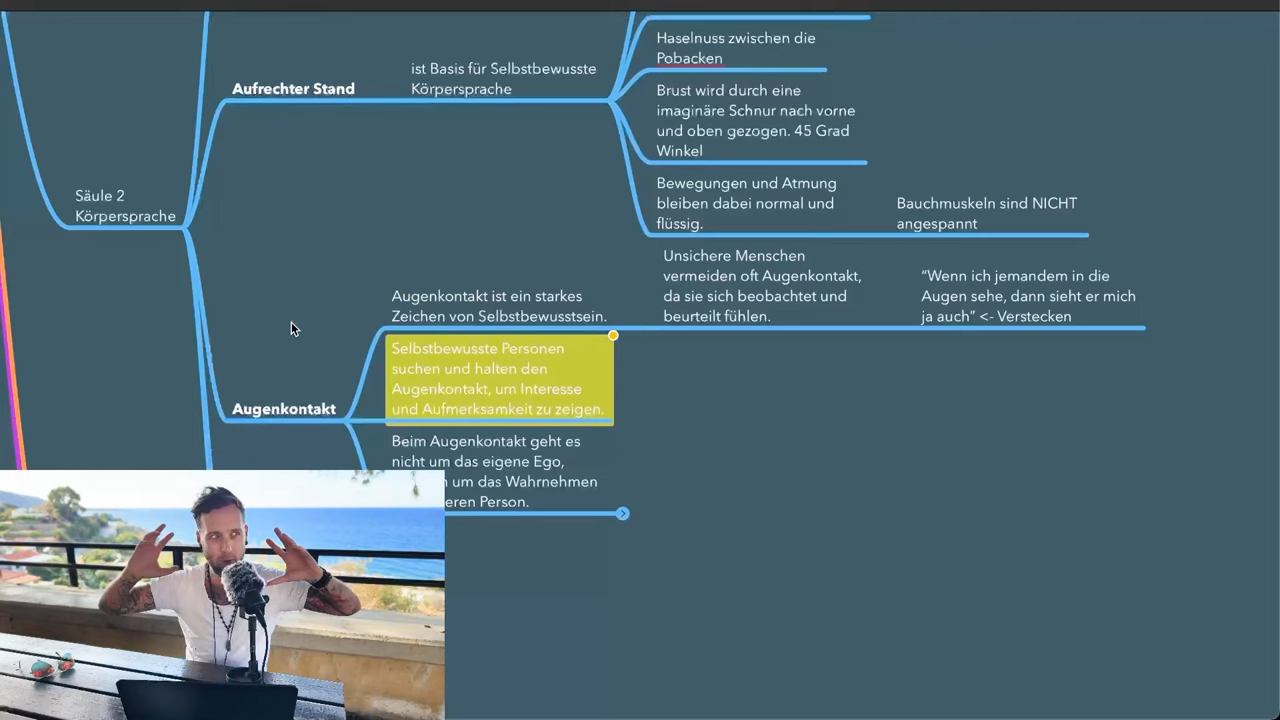 Haselnuss zwischen die
Pobacken
ist Basis für Selbstbewusste
Körpersprache
Aufrechter Stand
Brust wird durch eine
imaginäre Schnur nach vorne
und oben gezogen. 45 Grad
Winkel
Säule 2
Körpersprache
Bewegungen und Atmung
bleiben dabei normal und
flüssig.
Bauchmuskeln sind NICHT
angespannt
Augenkontakt ist ein starkes
Zeichen von Selbstbewusstsein.
Unsichere Menschen
vermeiden oft Augenkontakt,
da sie sich beobachtet und
beurteilt fühlen.
“Wenn ich jemandem in die
Augen sehe, dann sieht er mich
ja auch” <- Verstecken
Selbstbewusste Personen
suchen und halten den
Augenkontakt, um Interesse
und Aufmerksamkeit zu zeigen.
Augenkontakt
Beim Augenkontakt geht es
nicht um das eigene Ego,
um das Wahrnehmen
Person.